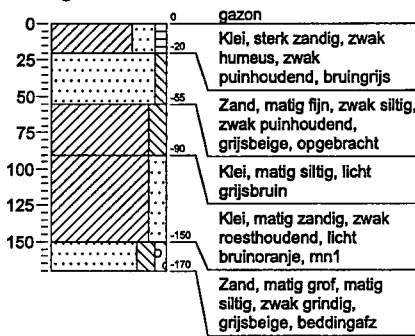 0
gazon
0
Klei, sterk zandig, zwak
humeus, zwak
puinhoudend, bruingrijs
-20
25
50
-55
Zand, matig fijn, zwak siltig,
zwak puinhoudend,
grijsbeige, opgebracht
75
-90
Klei, matig siltig, licht
grijsbruin
100
125
Klei, matig zandig, zwak
roesthoudend, licht
bruinoranje, mn1
150
-150
-170
Zand, matig grof, matig
siltig, zwak grindig,
grijsbeige, beddingafz